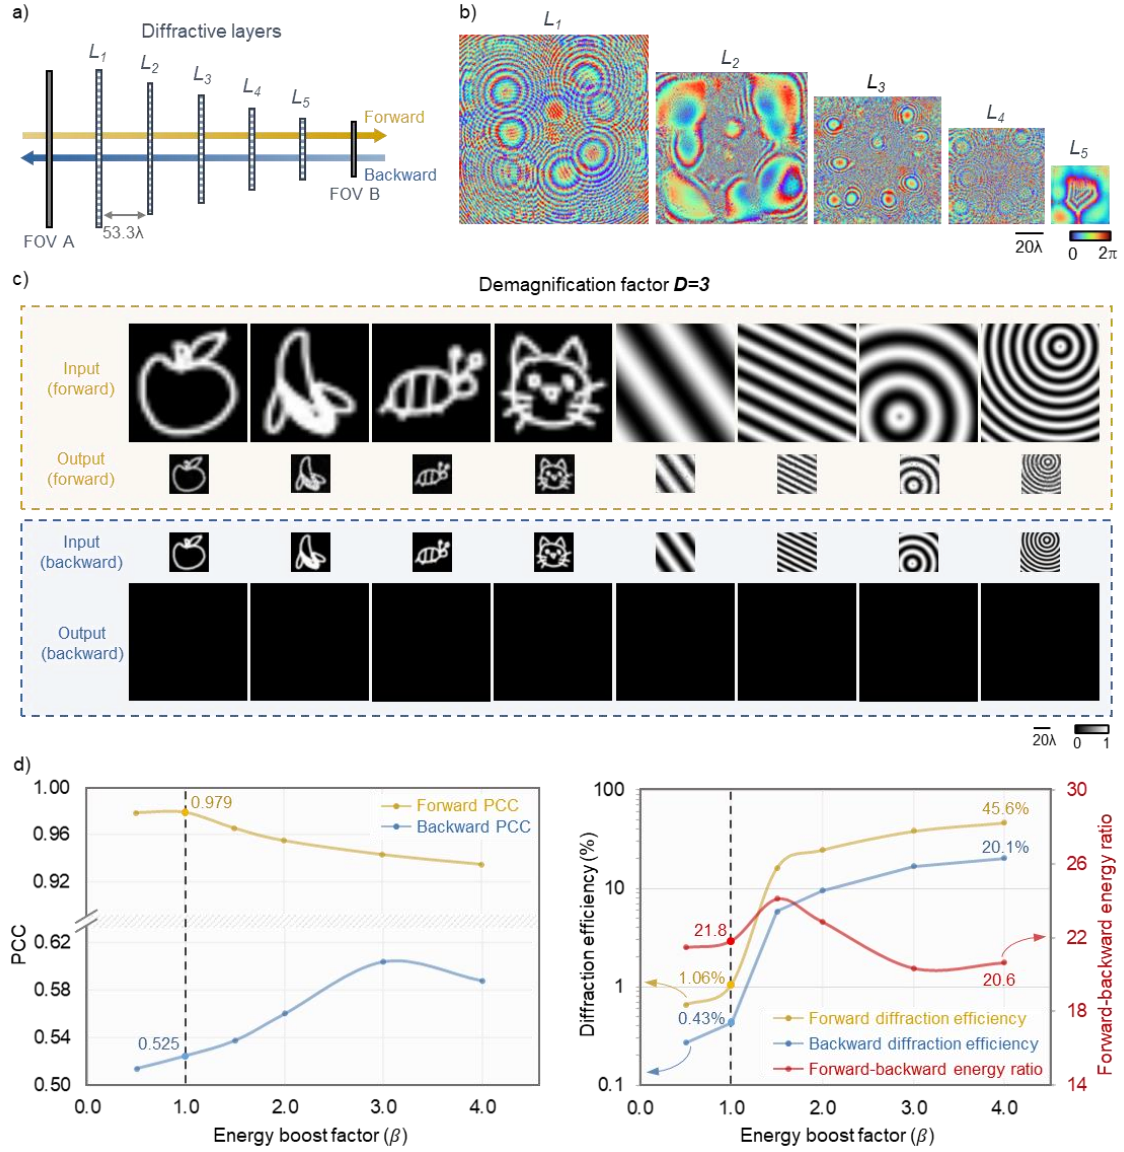 a)
Diffractive layers
L1
L2
L3
L4
L5
Forward
Backward
FOV B
FOV A
53.3λ
b)
L1
L2
L3
L4
L5
20λ
0 2π
c)
Demagnification factor D=3
Input
(forward)
Output
(forward)
Input
(backward)
Output
(backward)
20λ
0 1
d)
1.00
0.96
0.92
0.62
0.58
0.54
0.50
PCC
0.979
0.525
Forward PCC
Backward PCC
0.0 1.0 2.0 3.0 4.0
Energy boost factor (β)
100
10
1
0.1
Diffraction efficiency (%)
45.6%
20.1%
21.8
1.06%
0.43%
20.6
Forward diffraction efficiency
Backward diffraction efficiency
Forward-backward energy ratio
30
26
22
18
14
Forward-backward energy ratio
0.0 1.0 2.0 3.0 4.0
Energy boost factor (β)